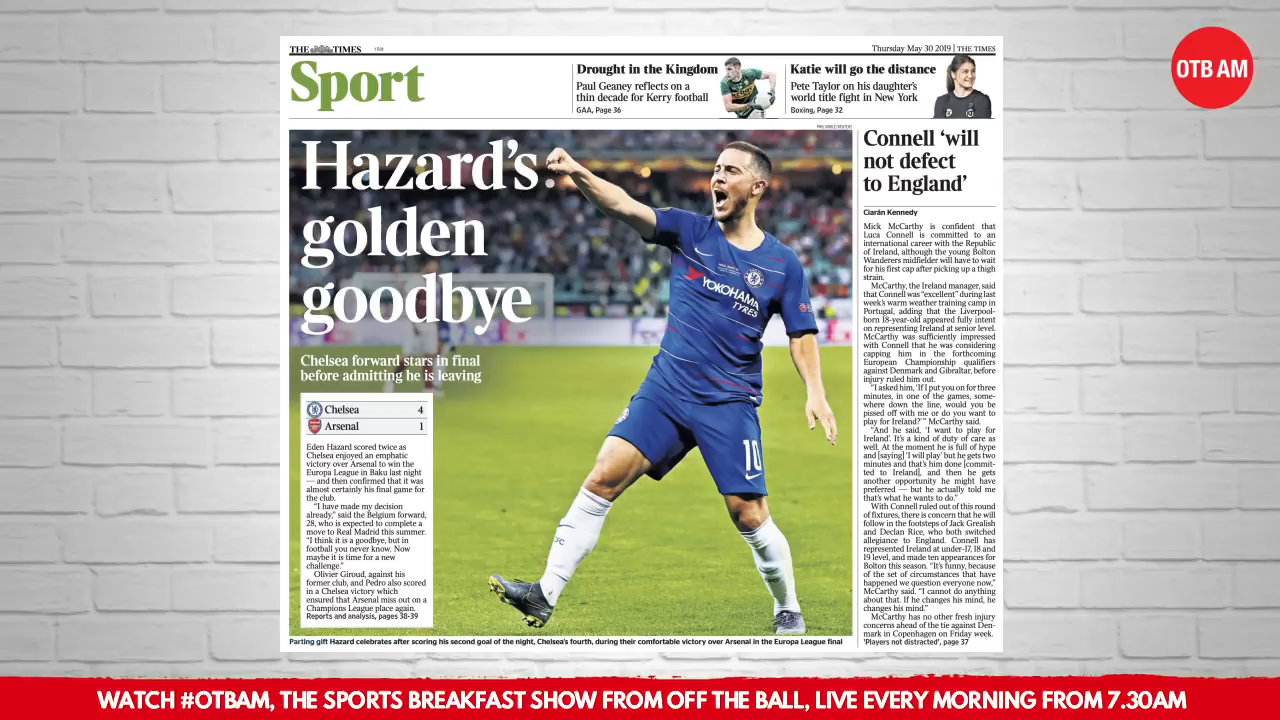 OTB AM
THE TIMES
1RM
Thursday May 30 2019 | THE TIMES
Sport
Drought in the Kingdom
Paul Geaney reflects on a
thin decade for Kerry football
GAA, Page 36
Katie will go the distance
Pete Taylor on his daughter's
world title fight in New York
Boxing, Page 32
Hazard's
golden
goodbye
Chelsea forward stars in final
before admitting he is leaving
Chelsea 4
Arsenal 1
Eden Hazard scored twice as
Chelsea enjoyed an emphatic
victory over Arsenal to win the
Europa League in Baku last night
— and then confirmed that it was
almost certainly his final game for
the club.
"I have made my decision
already," said the Belgium forward,
28, who is expected to complete a
move to Real Madrid this summer.
"I think it is a goodbye, but in
football you never know. Now
maybe it is time for a new
challenge."
Olivier Giroud, against his
former club, and Pedro also scored
in a Chelsea victory which
ensured that Arsenal miss out on a
Champions League place again.
Reports and analysis, pages 38-39
YOKOHAMA
TYRES
10
Parting gift Hazard celebrates after scoring his second goal of the night, Chelsea's fourth, during their comfortable victory over Arsenal in the Europa League final
Connell 'will
not defect
to England'
Ciarán Kennedy
Mick McCarthy is confident that
Luca Connell is committed to an
international career with the Republic
of Ireland, although the young Bolton
Wanderers midfielder will have to wait
for his first cap after picking up a thigh
strain.
McCarthy, the Ireland manager, said
that Connell was "excellent" during last
week's warm weather training camp in
Portugal, adding that the Liverpool-
born 18-year-old appeared fully intent
on representing Ireland at senior level.
McCarthy was sufficiently impressed
with Connell that he was considering
capping him in the forthcoming
European Championship qualifiers
against Denmark and Gibraltar, before
injury ruled him out.
"I asked him, 'If I put you on for three
minutes, in one of the games, some-
where down the line, would you be
pissed off with me or do you want to
play for Ireland?'" McCarthy said.
"And he said, 'I want to play for
Ireland'. It's a kind of duty of care as
well. At the moment he is full of hope
and [saying] 'I will play' but he gets two
minutes and that's him done [commit-
ted to Ireland], and then he gets
another opportunity he might have
preferred — but he actually told me
that's what he wants to do."
With Connell ruled out of this round
of fixtures, there is concern that he will
follow in the footsteps of Jack Grealish
and Declan Rice, who both switched
allegiance to England. Connell has
represented Ireland at under-17, 18 and
19 level, and made ten appearances for
Bolton this season. "It's funny, because
of the set of circumstances that have
happened we question everyone now,"
McCarthy said. "I cannot do anything
about that. If he changes his mind, he
changes his mind."
McCarthy has no other fresh injury
concerns ahead of the tie against Den-
mark in Copenhagen on Friday week.
'Players not distracted', page 37
WATCH #OTBAM, THE SPORTS BREAKFAST SHOW FROM OFF THE BALL, LIVE EVERY MORNING FROM 7.30AM